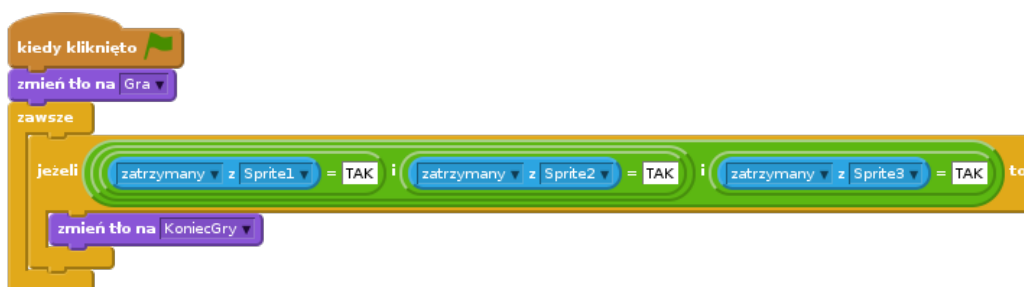 kiedy kliknięto
zmień tło na Gra
zawsze
jeżeli zatrzymany z Sprite1 = TAK i zatrzymany z Sprite2 = TAK i zatrzymany z Sprite3 = TAK to
zmień tło na KoniecGry